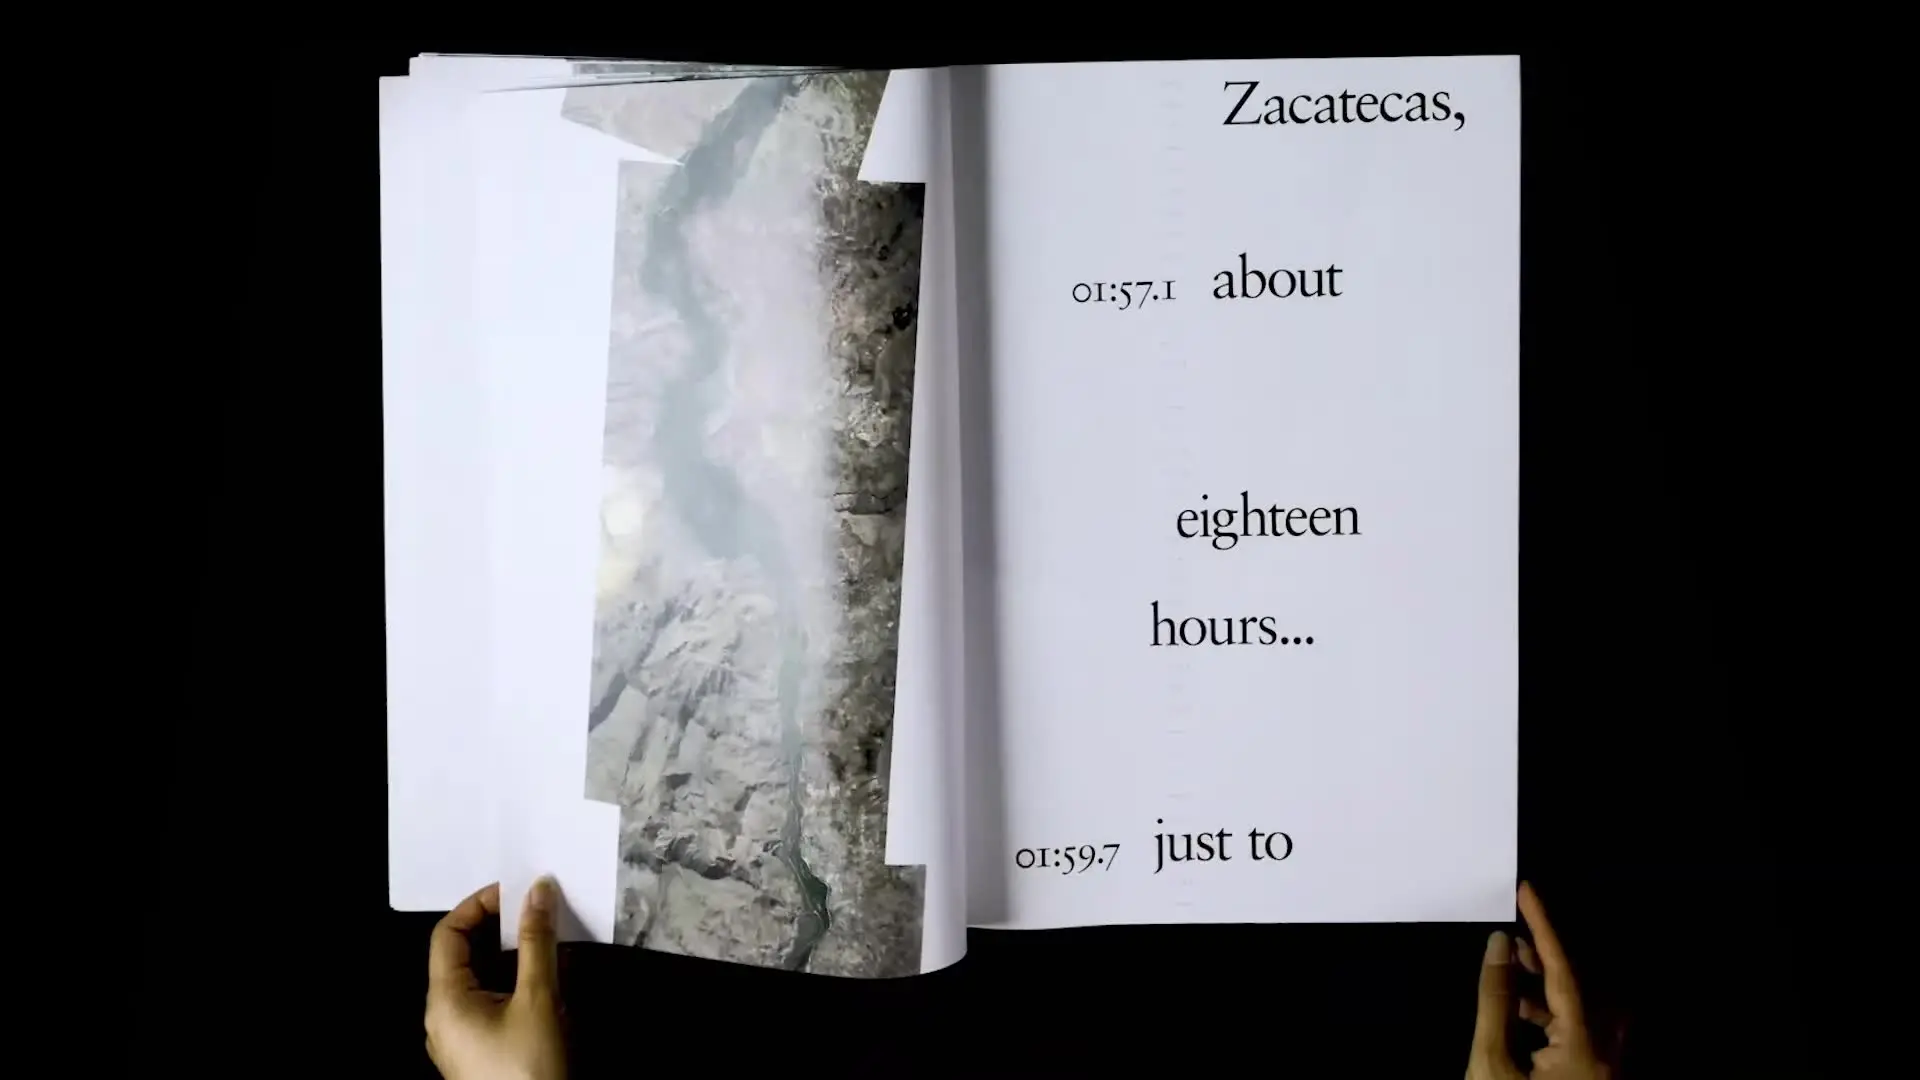 Zacatecas,
01:57.1 about
eighteen
hours...
01:59.7 just to